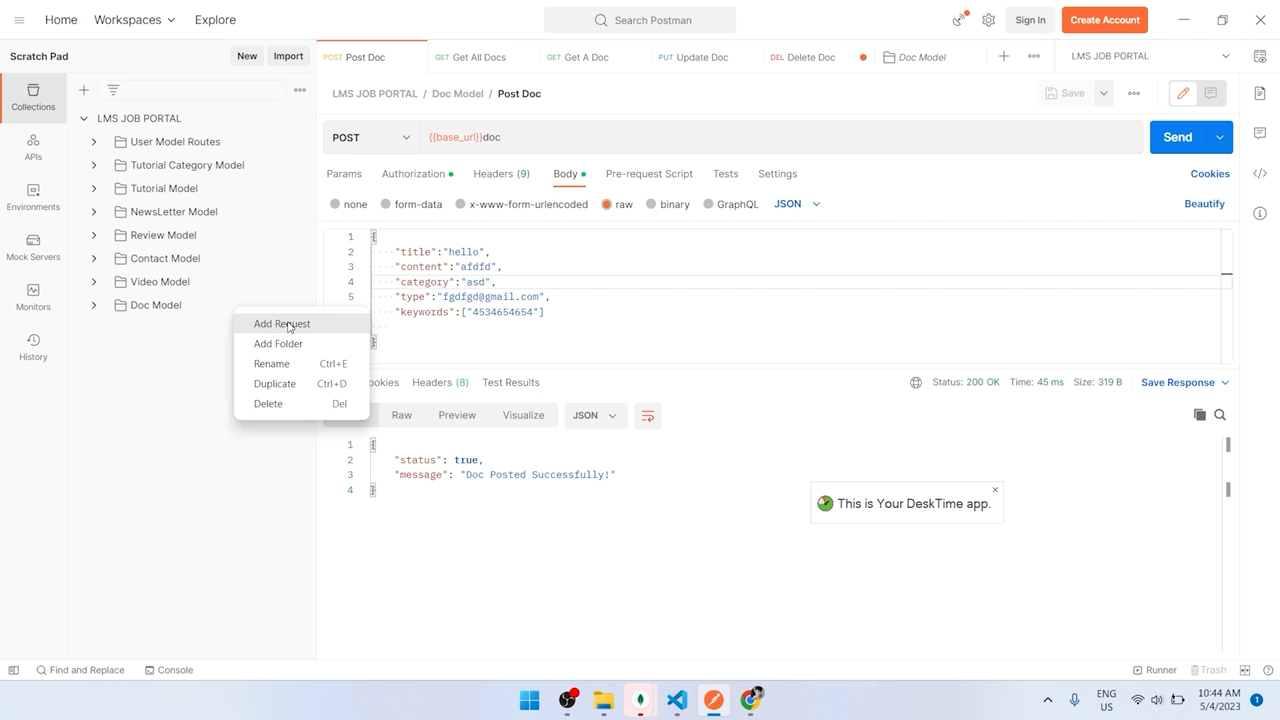 Home Workspaces Explore Search Postman Sign In Create Account
Scratch Pad New Import POST Post Doc GET Get All Docs GET Get A Doc PUT Update Doc DEL Delete Doc Doc Model LMS JOB PORTAL
Collections
APIs
Environments
Mock Servers
Monitors
History
LMS JOB PORTAL
User Model Routes
Tutorial Category Model
Tutorial Model
NewsLetter Model
Review Model
Contact Model
Video Model
Doc Model
Add Request
Add Folder
Rename Ctrl+E
Duplicate Ctrl+D
Delete Del
LMS JOB PORTAL / Doc Model / Post Doc Save
POST {{base_url}}doc Send
Params Authorization Headers (9) Body Pre-request Script Tests Settings Cookies
none form-data x-www-form-urlencoded raw binary GraphQL JSON Beautify
1 {
2 "title":"hello",
3 "content":"afdfd",
4 "category":"asd",
5 "type":"fgdfgd@gmail.com",
"keywords":["4534654654"]
}
ookies Headers (8) Test Results Status: 200 OK Time: 45 ms Size: 319 B Save Response
Raw Preview Visualize JSON
1 {
2 "status": true,
3 "message": "Doc Posted Successfully!"
4 }
This is Your DeskTime app.
Find and Replace Console Runner Trash
ENG
US
10:44 AM
5/4/2023
1